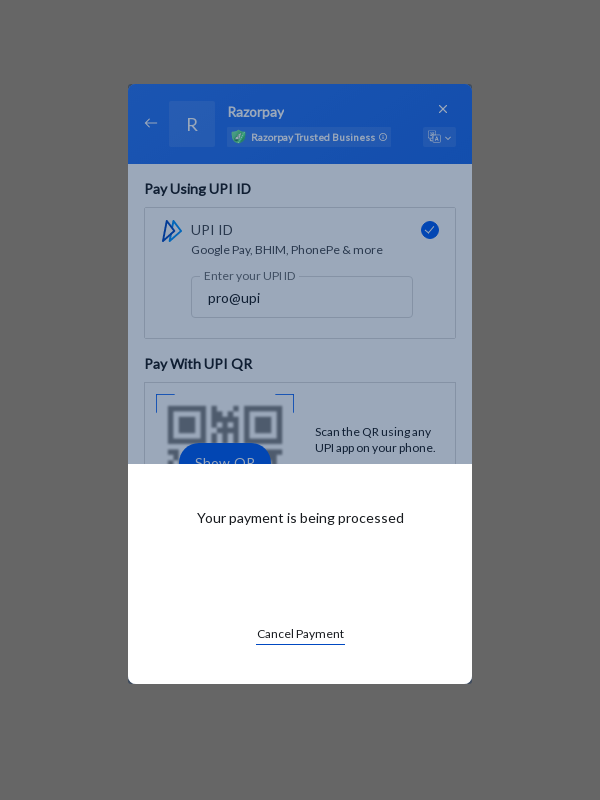 R
Razorpay
Razorpay Trusted Business
Pay Using UPI ID
UPI ID
Google Pay, BHIM, PhonePe & more
Enter your UPI ID
pro@upi
Pay With UPI QR
Scan the QR using any
UPI app on your phone.
Show QR
Your payment is being processed
Cancel Payment